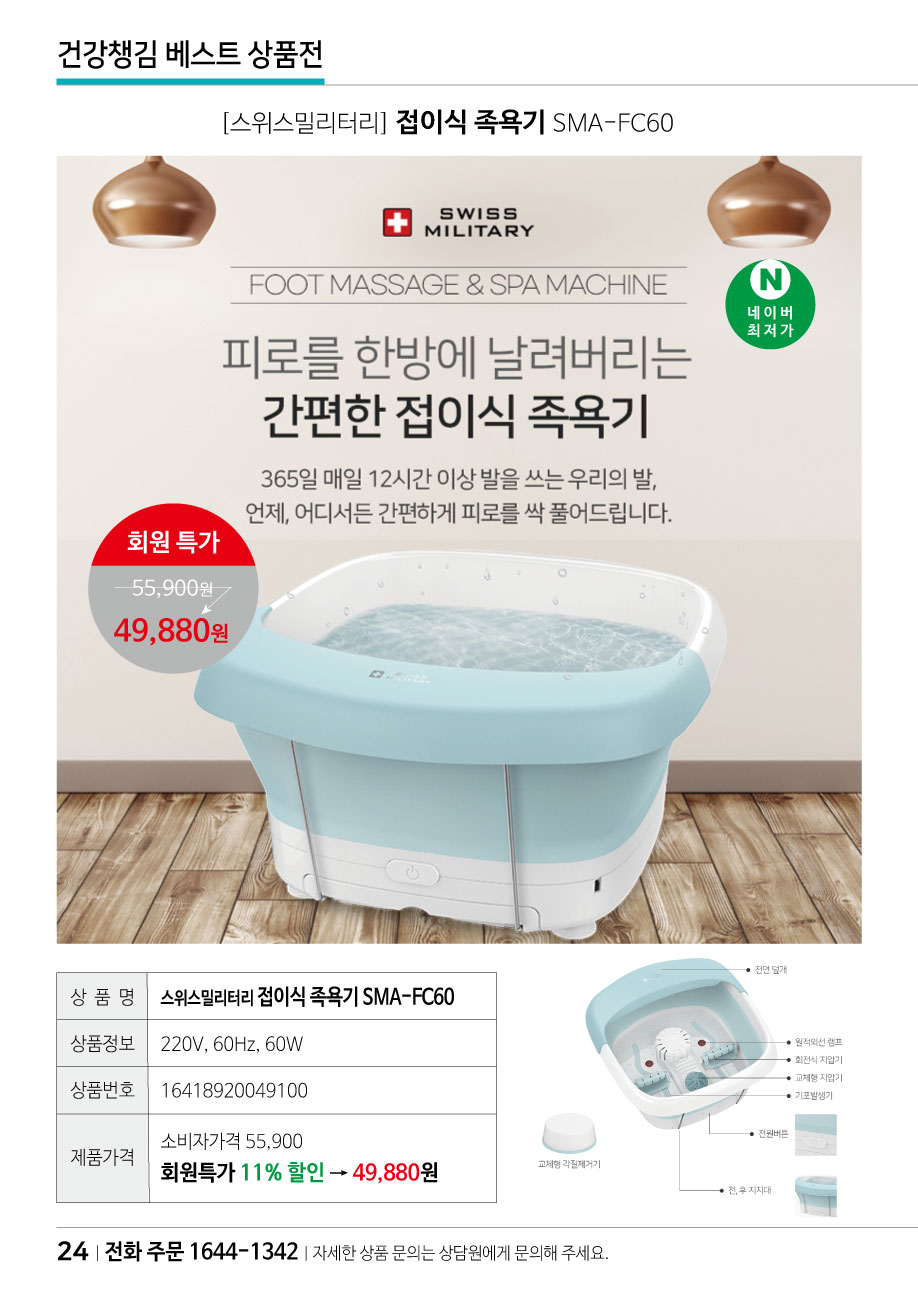 건강챙김 베스트 상품전
[스위스밀리터리] 접이식 족욕기 SMA-FC60
SWISS
MILITARY
FOOT MASSAGE & SPA MACHINE
N
네이버
최저가
피로를 한방에 날려버리는
간편한 접이식 족욕기
365일 매일 12시간 이상 발을 쓰는 우리의 발,
언제, 어디서든 간편하게 피로를 싹 풀어드립니다.
회원 특가
55,900원
49,880원
SWISS
MILITARY
상 품 명 스위스밀리터리 접이식 족욕기 SMA-FC60
상품정보 220V, 60Hz, 60W
상품번호 16418920049100
제품가격 소비자가격 55,900
회원특가 11% 할인 → 49,880원
전면 덮개
원적외선 램프
회전식 지압기
교체형 지압기
기포발생기
전원버튼
교체형 각질제거기
전, 후 지지대
24 | 전화 주문 1644-1342 | 자세한 상품 문의는 상담원에게 문의해 주세요.